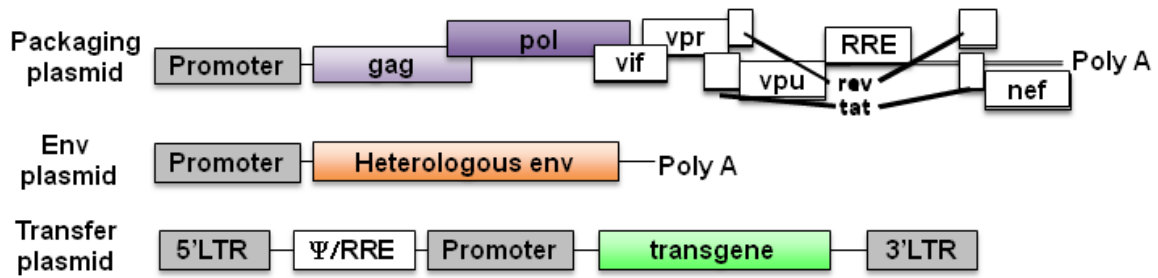 Packaging plasmid
Promoter gag pol vif vpr vpu RRE rev tat nef Poly A
Env plasmid
Promoter Heterologous env Poly A
Transfer plasmid
5'LTR Ψ/RRE Promoter transgene 3'LTR